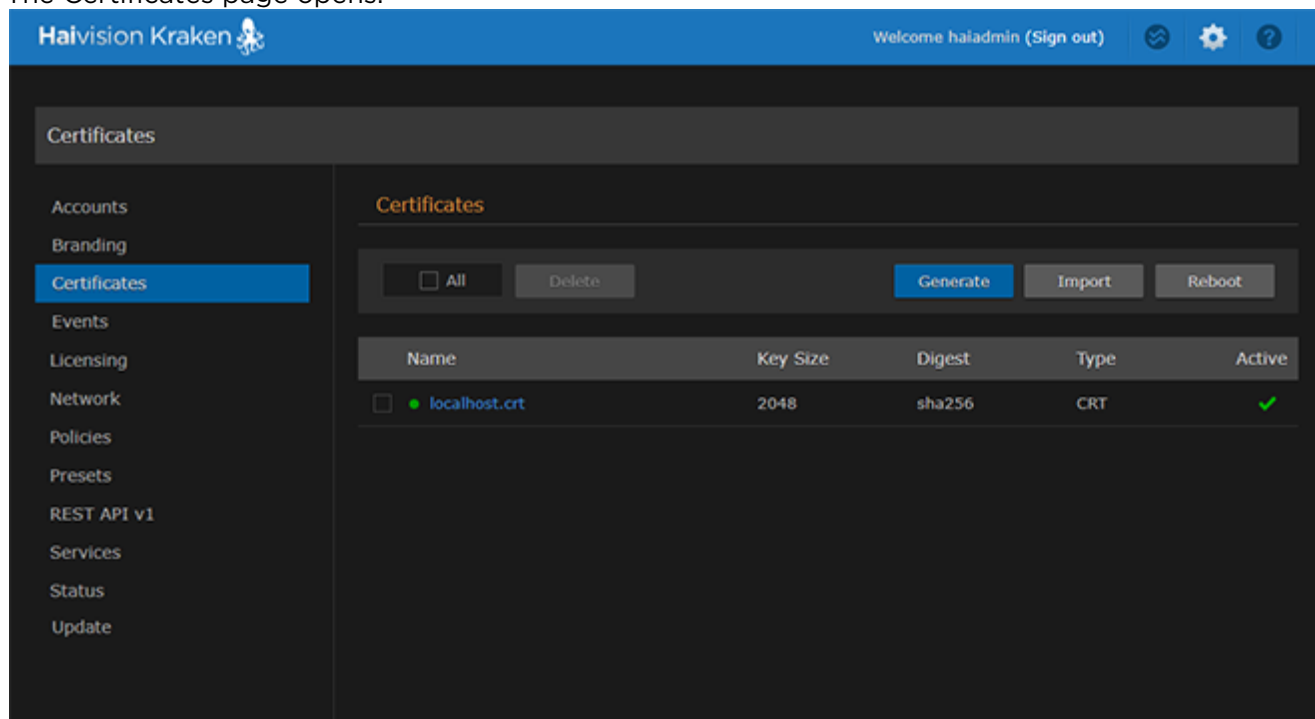 The Certificates page opens.
Haivision Kraken
Welcome haiadmin (Sign out)
?
Certificates
Accounts
Branding
Certificates
Events
Licensing
Network
Policies
Presets
REST API v1
Services
Status
Update
Certificates
All Delete Generate Import Reboot
Name Key Size Digest Type Active
localhost.crt 2048 sha256 CRT